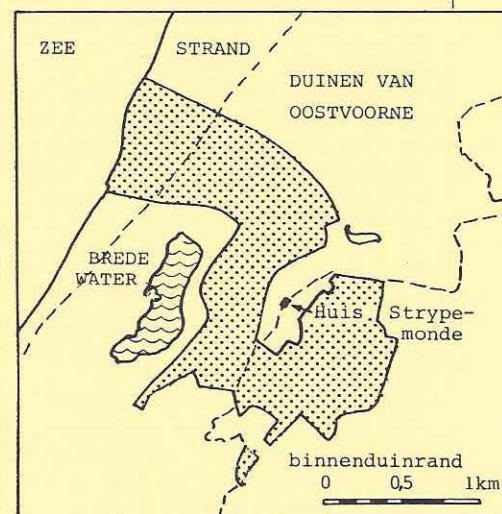 ZEE
STRAND
DUINEN VAN
OOSTVOORNE
BREDE
WATER
Huis Strype-
monde
binnenduinrand
0 0,5 1km